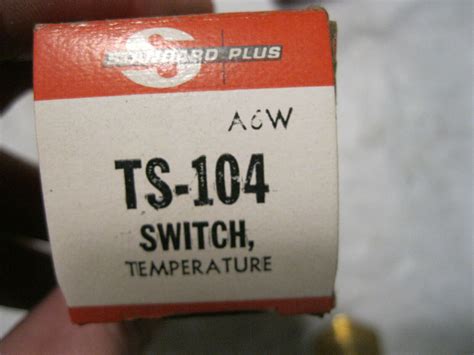 STANDARD PLUS
A6W
TS-104
SWITCH,
TEMPERATURE